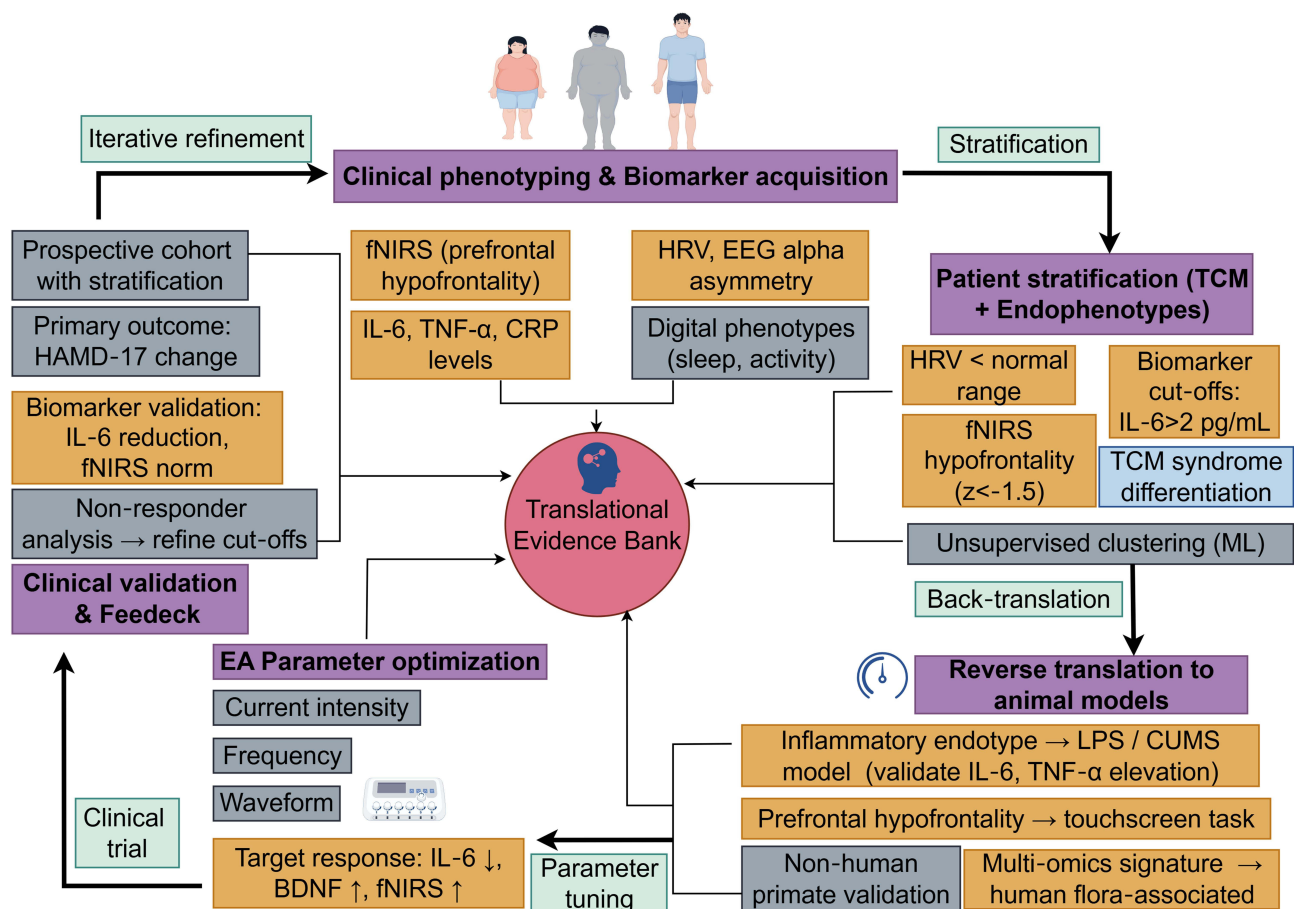 Iterative refinement
Clinical phenotyping & Biomarker acquisition
Stratification
Prospective cohort
with stratification
Primary outcome:
HAMD-17 change
Biomarker validation:
IL-6 reduction,
fNIRS norm
Non-responder
analysis → refine cut-offs
Clinical validation
& Feedeck
fNIRS (prefrontal
hypofrontality)
IL-6, TNF-α, CRP
levels
HRV, EEG alpha
asymmetry
Digital phenotypes
(sleep, activity)
Translational
Evidence Bank
Patient stratification (TCM
+ Endophenotypes)
HRV < normal
range
Biomarker
cut-offs:
IL-6>2 pg/mL
fNIRS
hypofrontality
(z<-1.5)
TCM syndrome
differentiation
Unsupervised clustering (ML)
Back-translation
Reverse translation to
animal models
Inflammatory endotype → LPS / CUMS
model (validate IL-6, TNF-α elevation)
Prefrontal hypofrontality → touchscreen task
Non-human
primate validation
Multi-omics signature →
human flora-associated
Parameter
tuning
EA Parameter optimization
Current intensity
Frequency
Waveform
Target response: IL-6 ↓,
BDNF ↑, fNIRS ↑
Clinical
trial